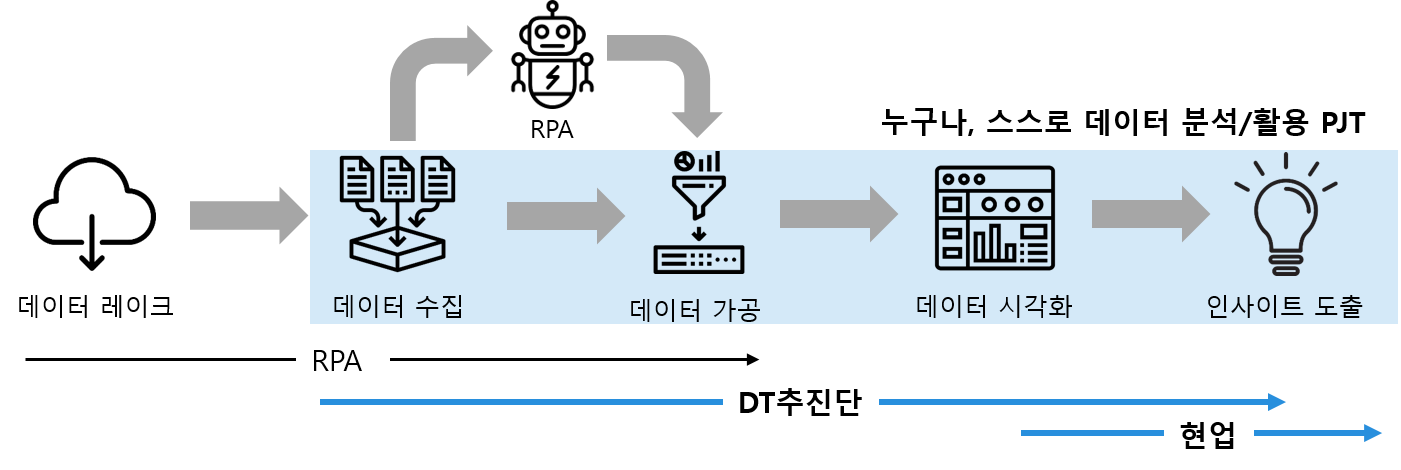 RPA
누구나, 스스로 데이터 분석/활용 PJT
데이터 레이크
데이터 수집
데이터 가공
데이터 시각화
인사이트 도출
RPA
DT추진단
현업